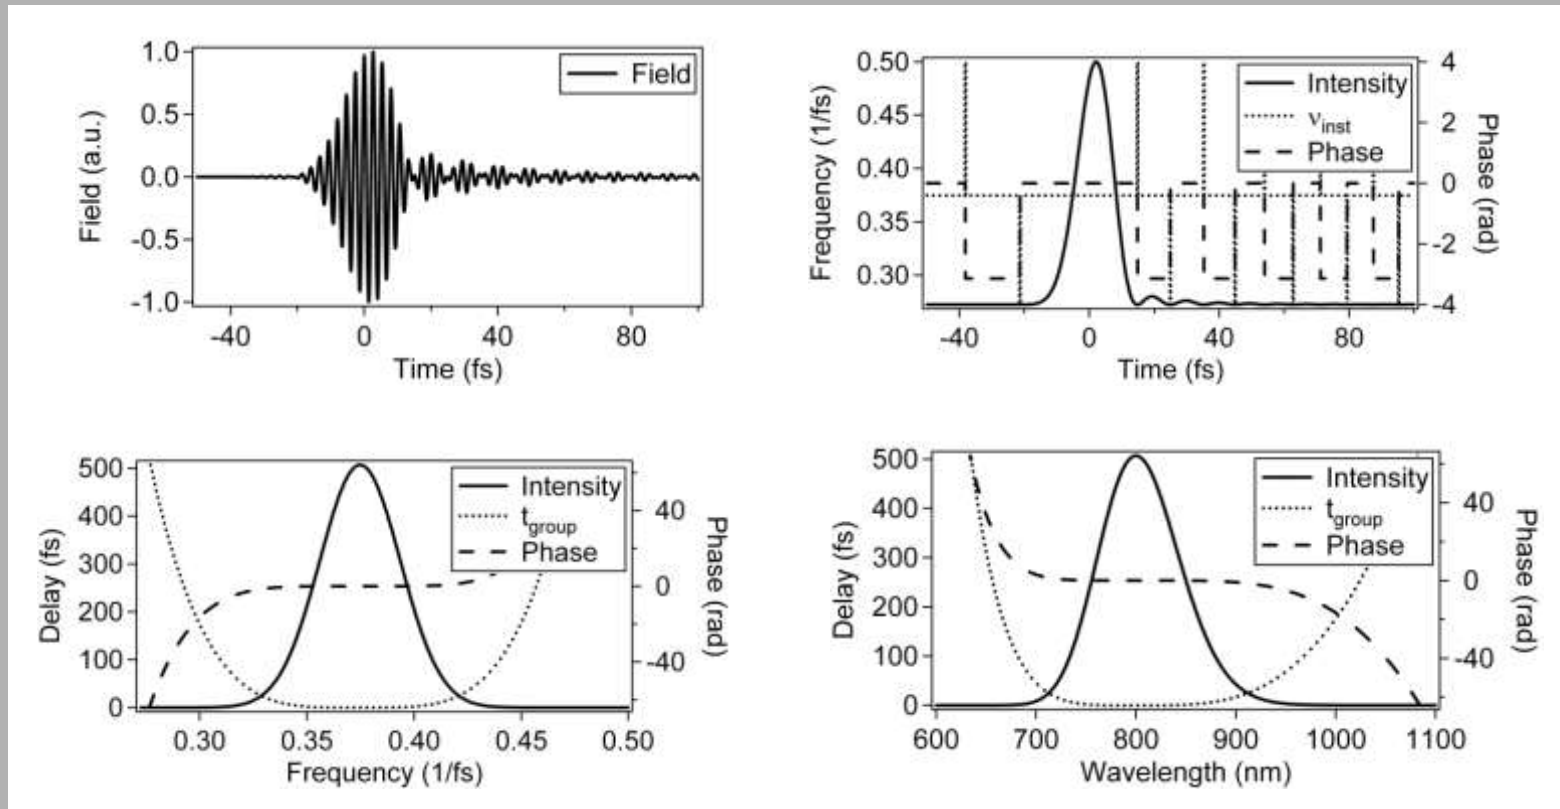 1.0
0.5
0.0
-0.5
-1.0
Field (a.u.)
Field
-40
0
40
80
Time (fs)
0.50
0.45
0.40
0.35
0.30
Frequency (1/fs)
Intensity
νinst
Phase
4
2
0
-2
-4
Phase (rad)
-40
0
40
80
Time (fs)
500
400
300
200
100
0
Delay (fs)
Intensity
tgroup
Phase
40
0
-40
Phase (rad)
0.30
0.35
0.40
0.45
0.50
Frequency (1/fs)
500
400
300
200
100
0
Delay (fs)
Intensity
tgroup
Phase
40
0
-40
Phase (rad)
600
700
800
900
1000
1100
Wavelength (nm)